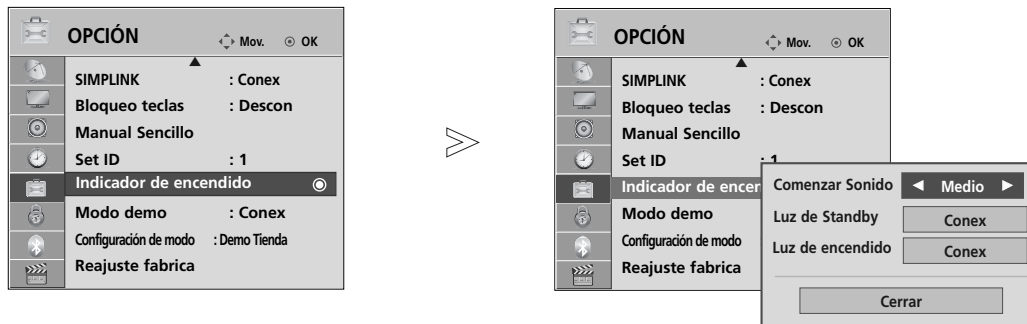 OPCIÓN Mov. OK
SIMPLINK : Conex
Bloqueo teclas : Descon
Manual Sencillo
Set ID : 1
Indicador de encendido
Modo demo : Conex
Configuración de modo : Demo Tienda
Reajuste fabrica
OPCIÓN Mov. OK
SIMPLINK : Conex
Bloqueo teclas : Descon
Manual Sencillo
Set ID : 1
Indicador de encen
Modo demo
Configuración de modo
Reajuste fabrica
Comenzar Sonido ◄ Medio ►
Luz de Standby Conex
Luz de encendido Conex
Cerrar